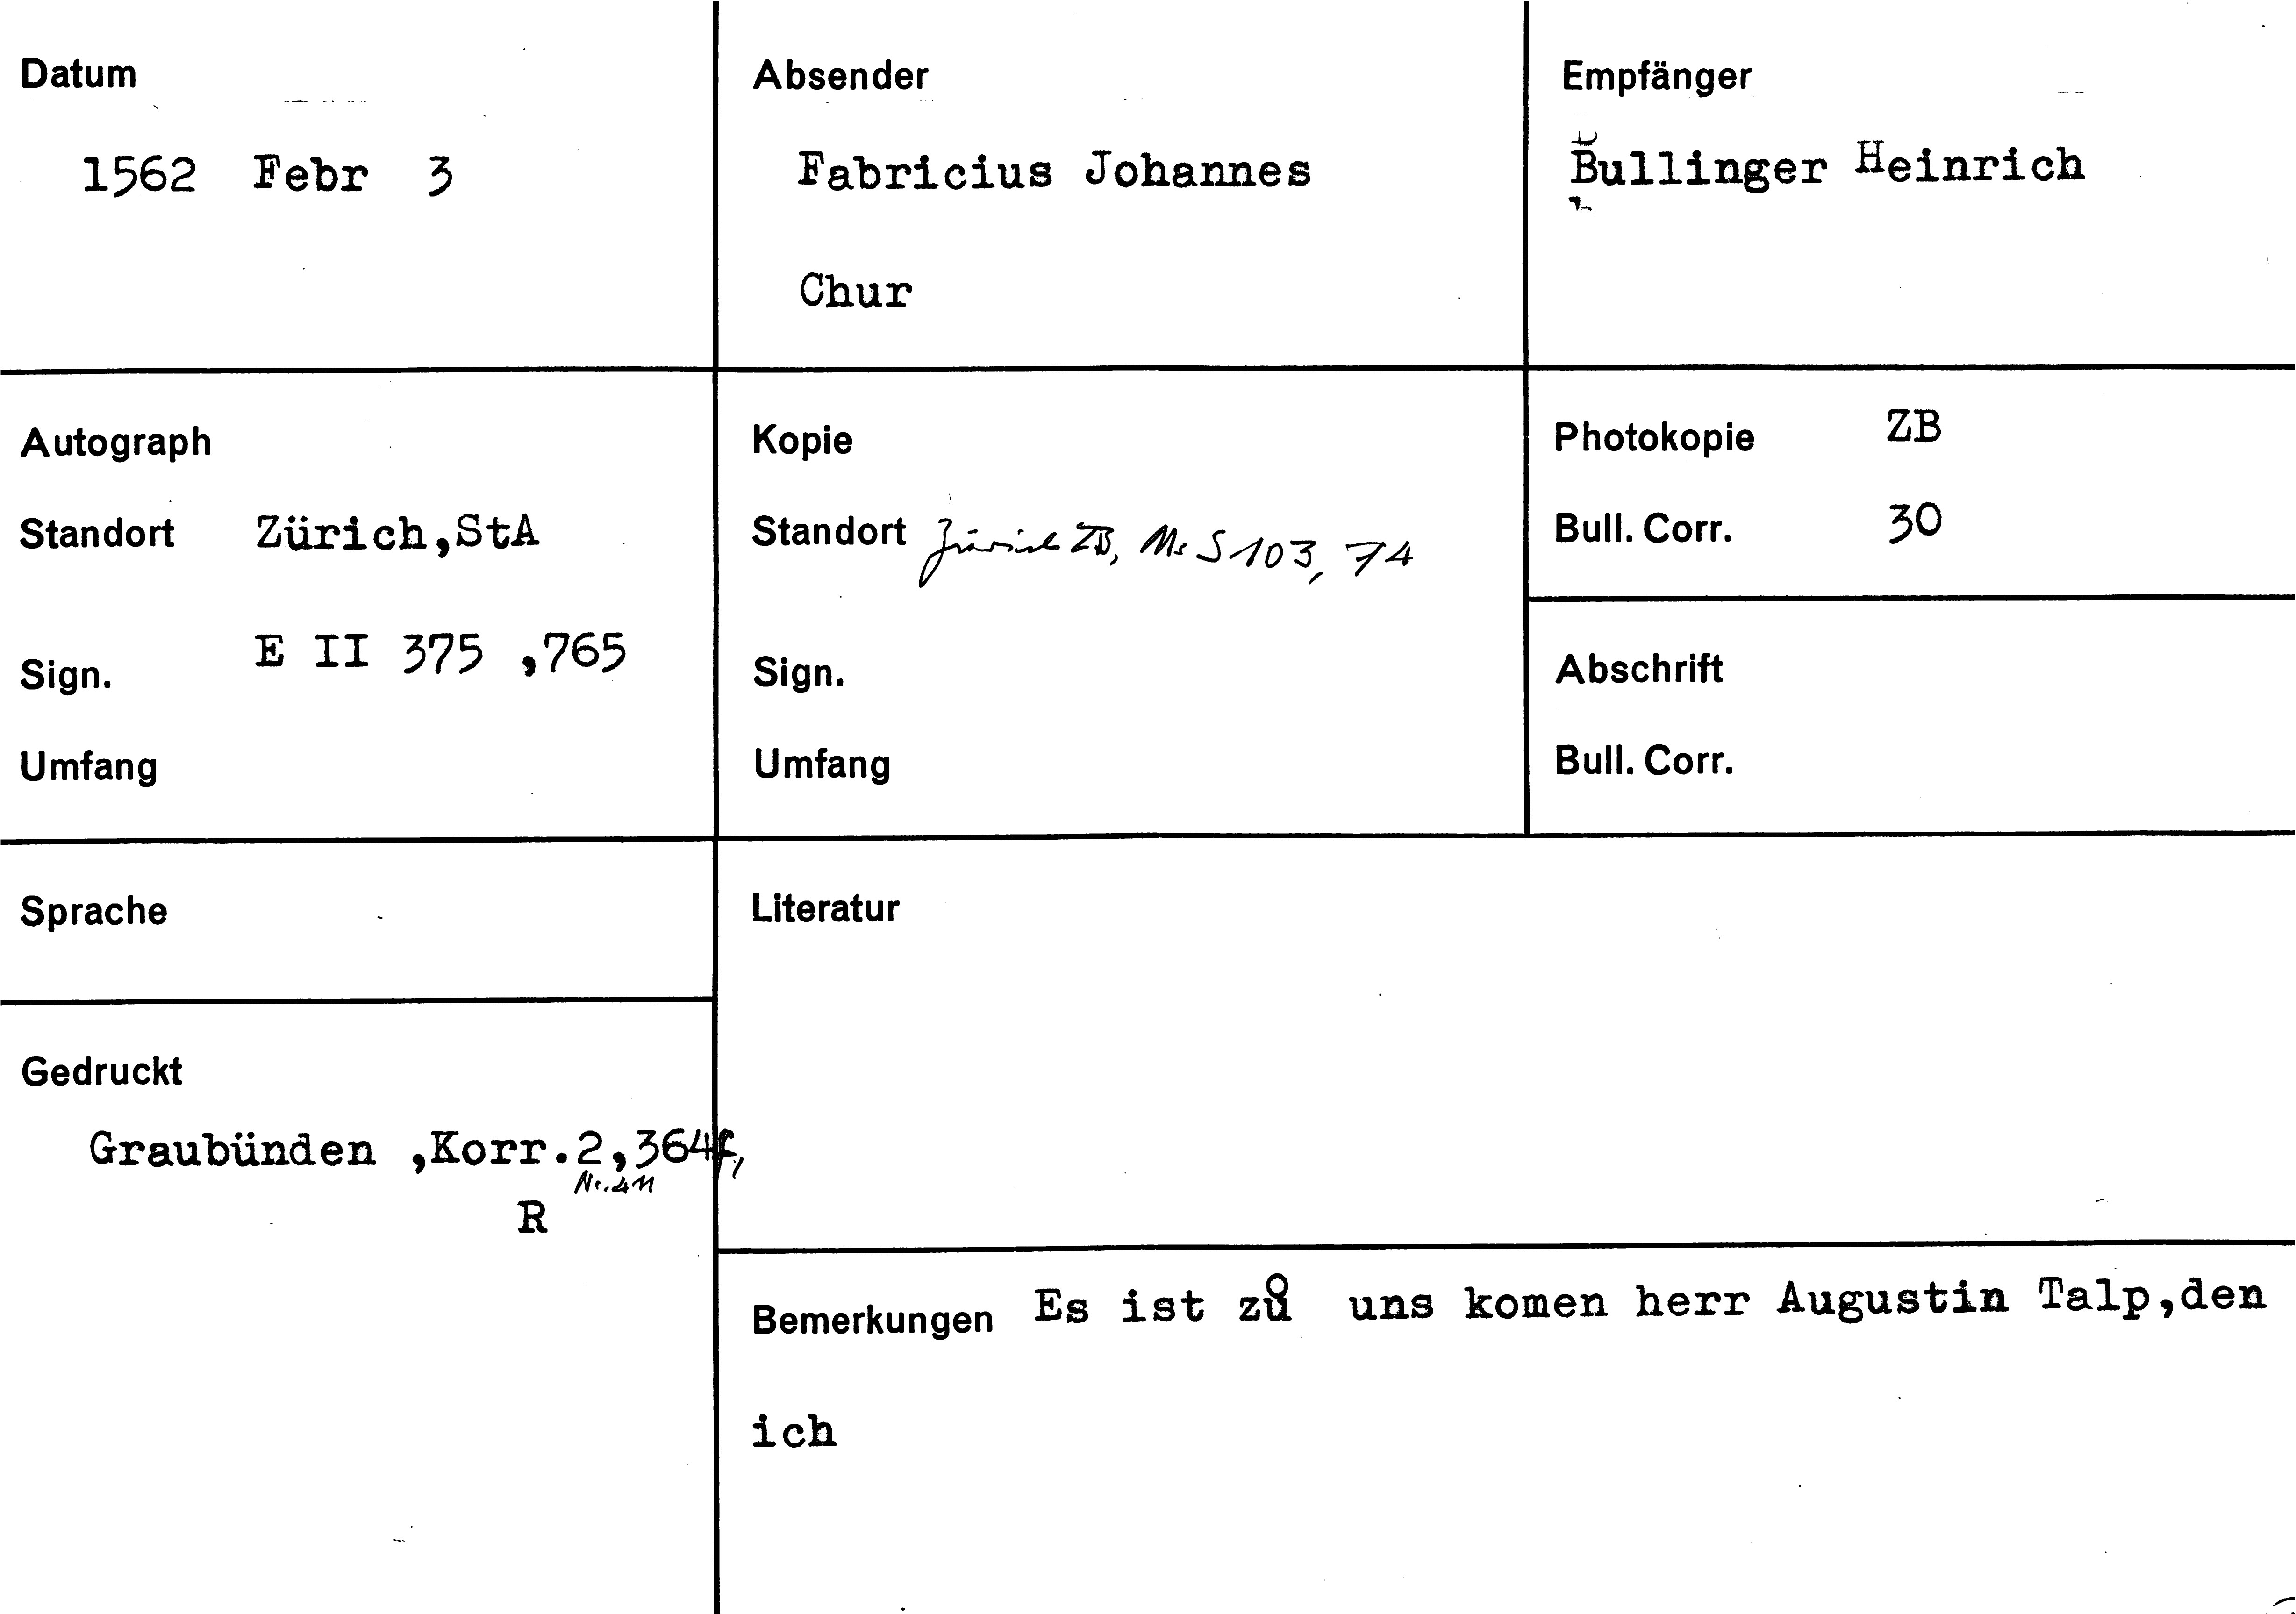 Datum
1562 Febr 3
Absender
Fabricius Johannes
Chur
Empfänger
Bullinger Heinrich
Autograph
Standort Zürich,StA
Sign. E II 375 ,765
Umfang
Kopie
Standort Zürich ZB, Ms S 103, 74
Sign.
Umfang
Photokopie ZB
Bull. Corr. 30
Abschrift
Bull. Corr.
Sprache
Gedruckt
Graubünden ,Korr.2,364f,
Nr. 411
R
Literatur
Bemerkungen Es ist zů uns komen herr Augustin Talp,den
ich